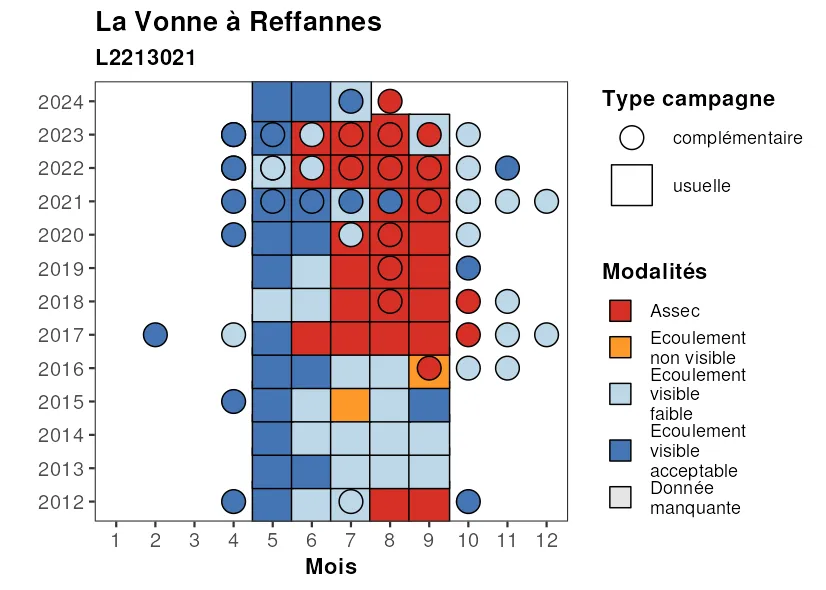 La Vonne à Reffannes
L2213021
2024
2023
2022
2021
2020
2019
2018
2017
2016
2015
2014
2013
2012
1 2 3 4 5 6 7 8 9 10 11 12
Mois
Type campagne
complémentaire
usuelle
Modalités
Assec
Ecoulement
non visible
Ecoulement
visible
faible
Ecoulement
visible
acceptable
Donnée
manquante